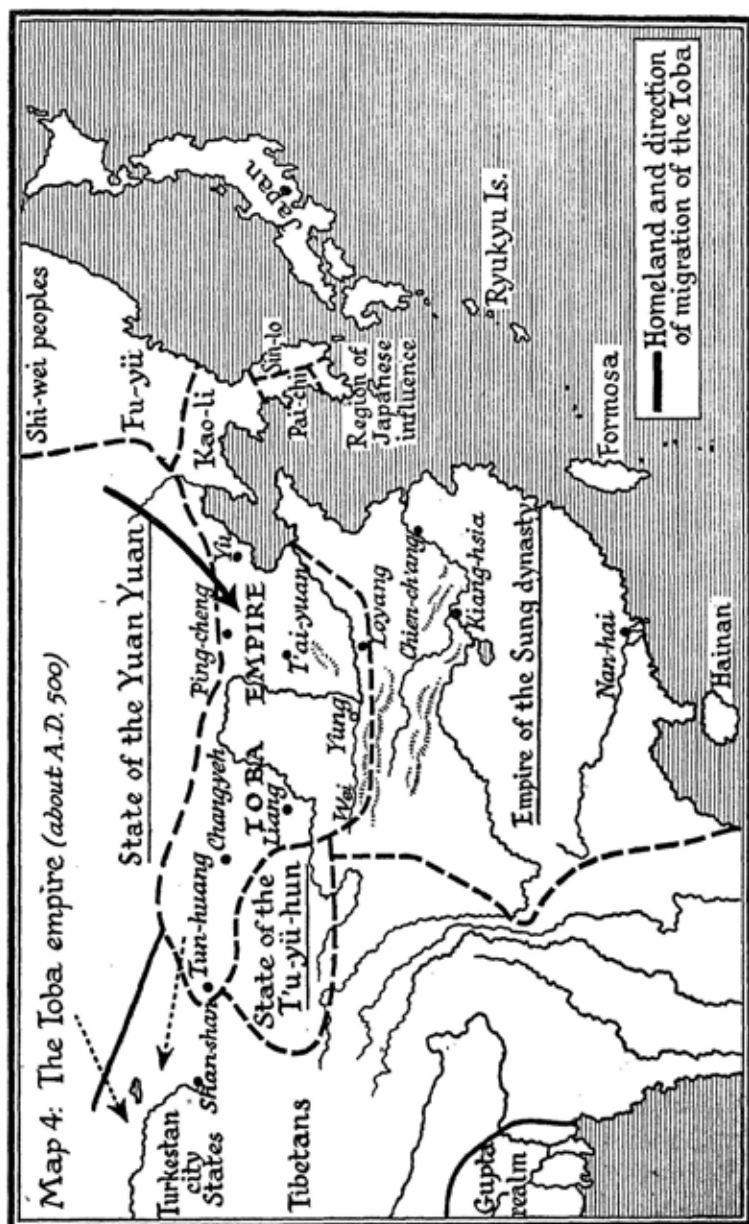 Map 4: The Toba empire (about A.D. 500)
Shi-wei peoples
State of the Yuan Yuan
Fu-yü
Kao-li
Sin-lo
Pai-chi
Region of
Japanese
influence
Japan
Ryukyu Is.
Turkestan
city
States
Shan-shan
Tun-huang
Changyeh
Ping-cheng
Yu
TOBA EMPIRE
Liang
T'ai-yuan
State of the
T'u-yü-hun
Tibetans
Wei
Yung
Loyang
Chien-ch'ang
Kiang-hsia
Empire of the Sung dynasty
Nan-hai
Hainan
Formosa
Gupta
realm
Homeland and direction
of migration of the Toba